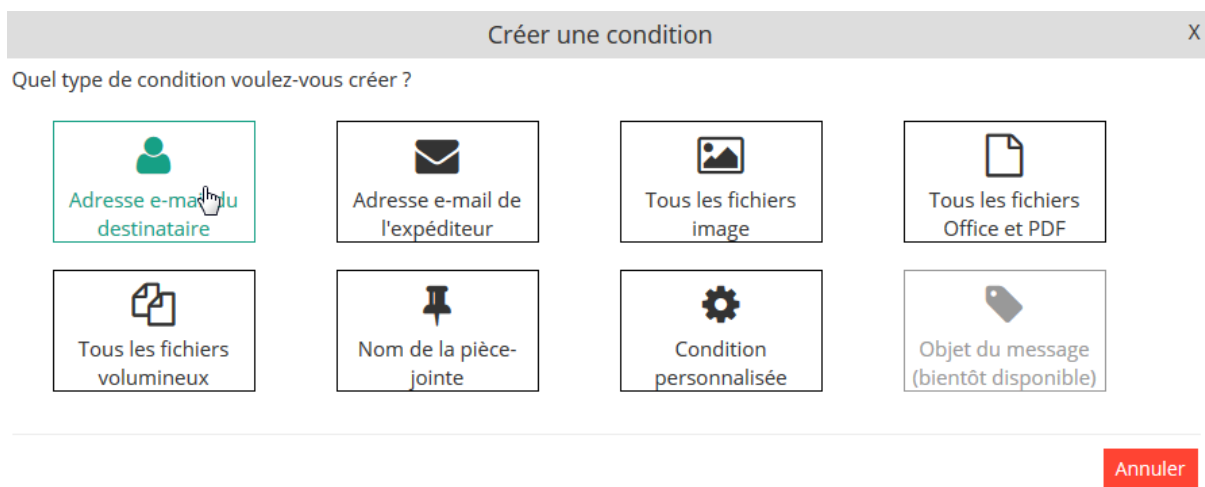 Créer une condition
X
Quel type de condition voulez-vous créer ?
Adresse e-mail du
destinataire
Adresse e-mail de
l'expéditeur
Tous les fichiers
image
Tous les fichiers
Office et PDF
Tous les fichiers
volumineux
Nom de la pièce-
jointe
Condition
personnalisée
Objet du message
(bientôt disponible)
Annuler